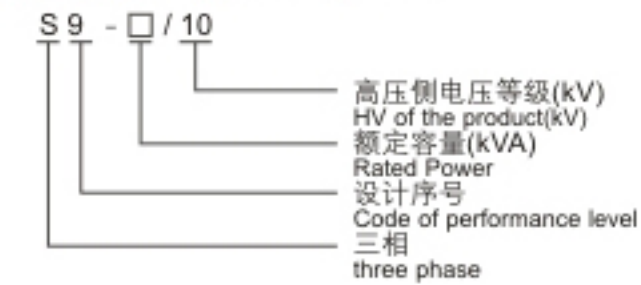 S 9 - □ / 10
高压侧电压等级(kV)
HV of the product(kV)
额定容量(kVA)
Rated Power
设计序号
Code of performance level
三相
three phase